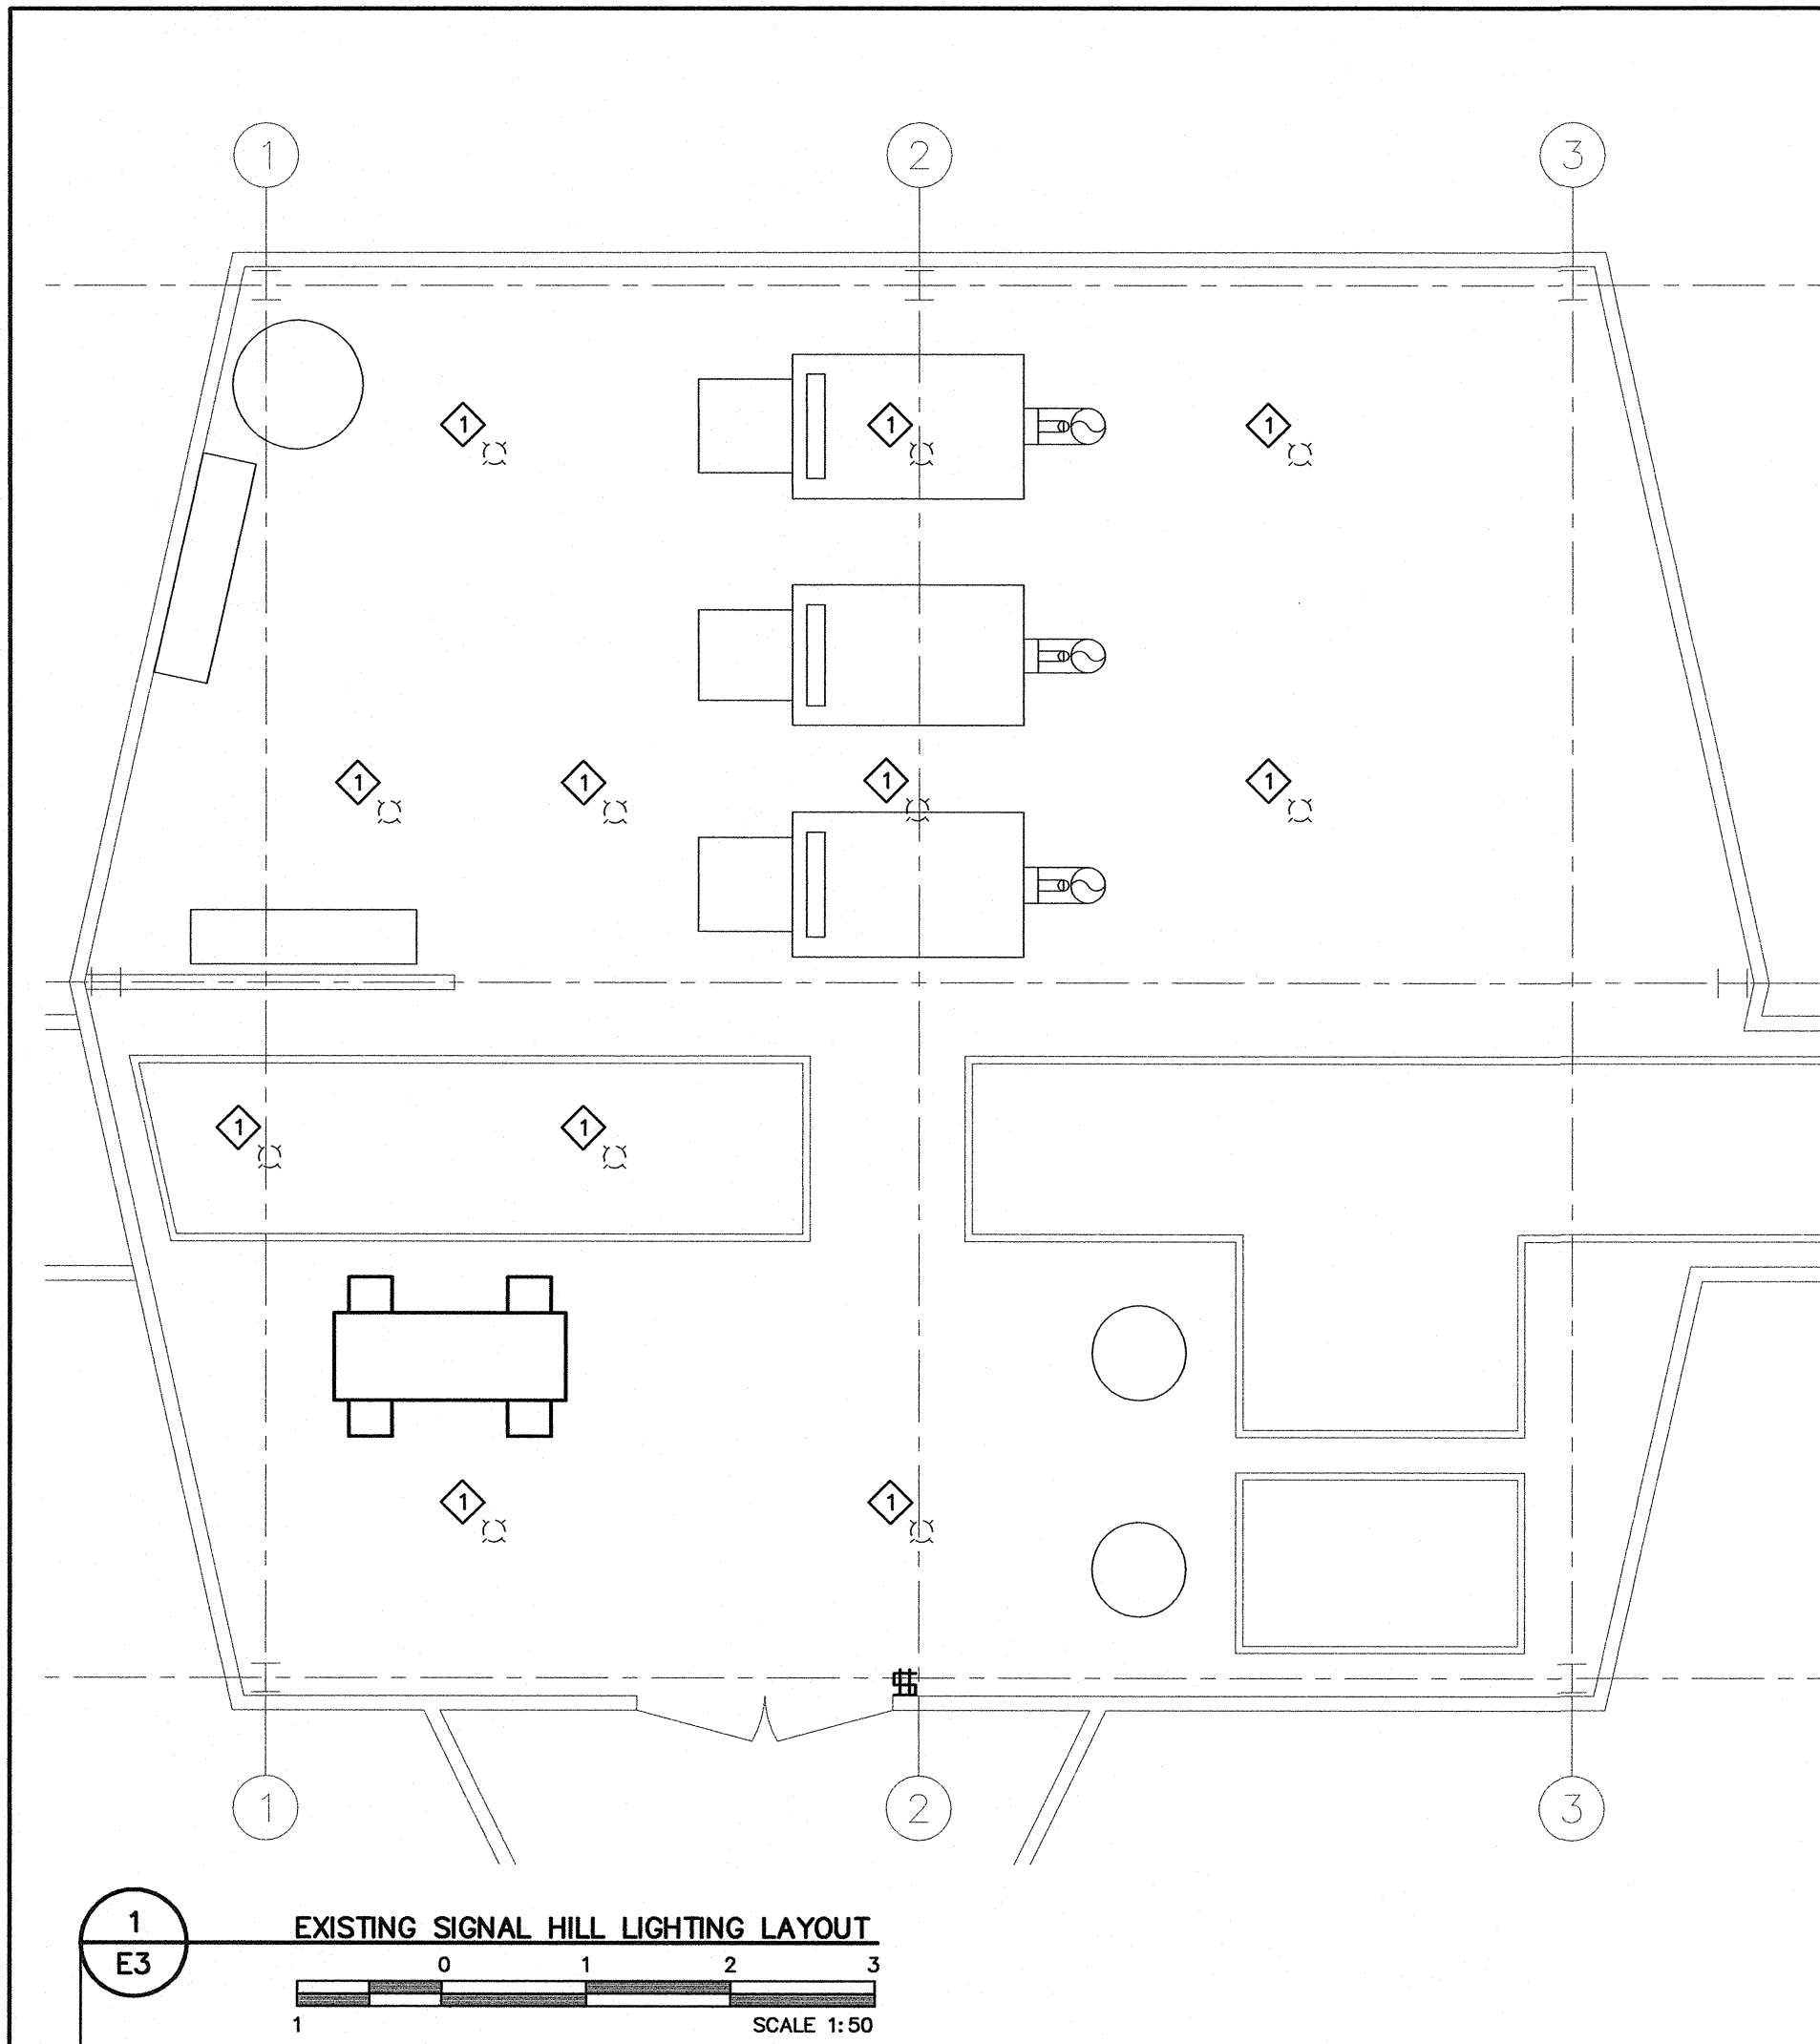 1 2 3
1 1 1
1 1 1 1
1 1
1 1
1 2 3
1
E3
EXISTING SIGNAL HILL LIGHTING LAYOUT
0 1 2 3
1
SCALE 1:50